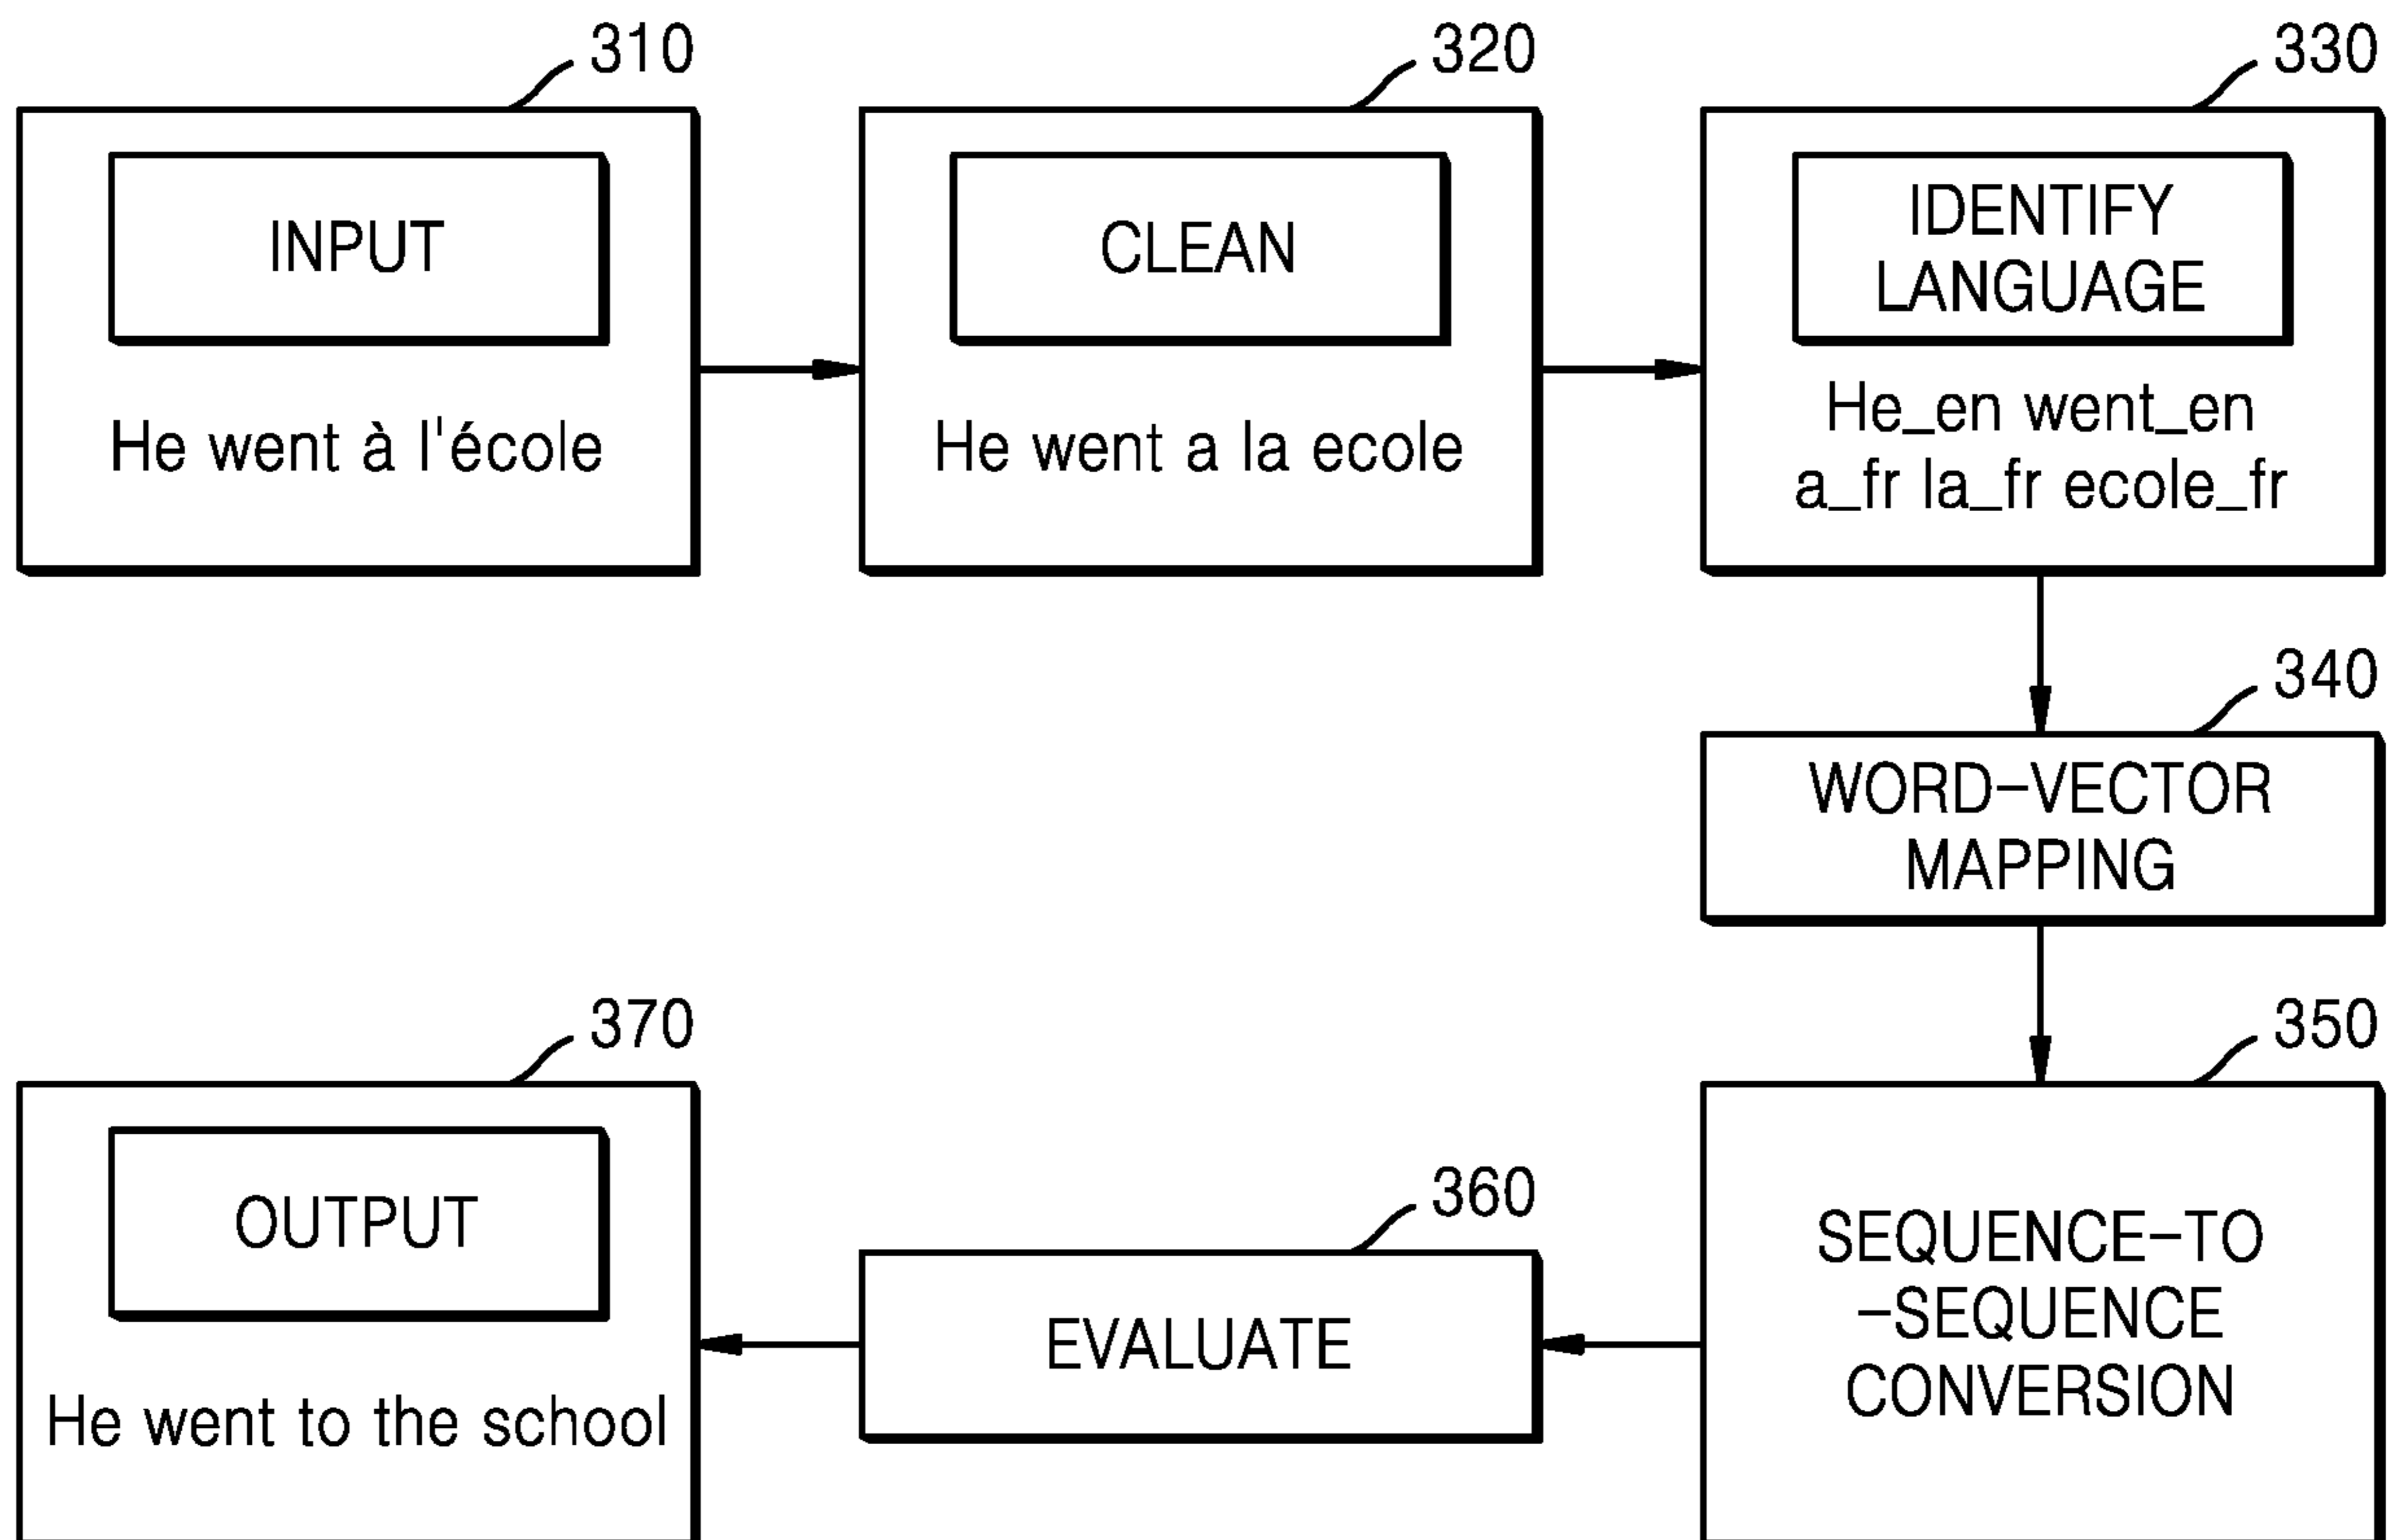 310
INPUT
He went à l'école
320
CLEAN
He went a la ecole
330
IDENTIFY
LANGUAGE
He_en went_en
a_fr la_fr ecole_fr
340
WORD-VECTOR
MAPPING
350
SEQUENCE-TO
-SEQUENCE
CONVERSION
360
EVALUATE
370
OUTPUT
He went to the school